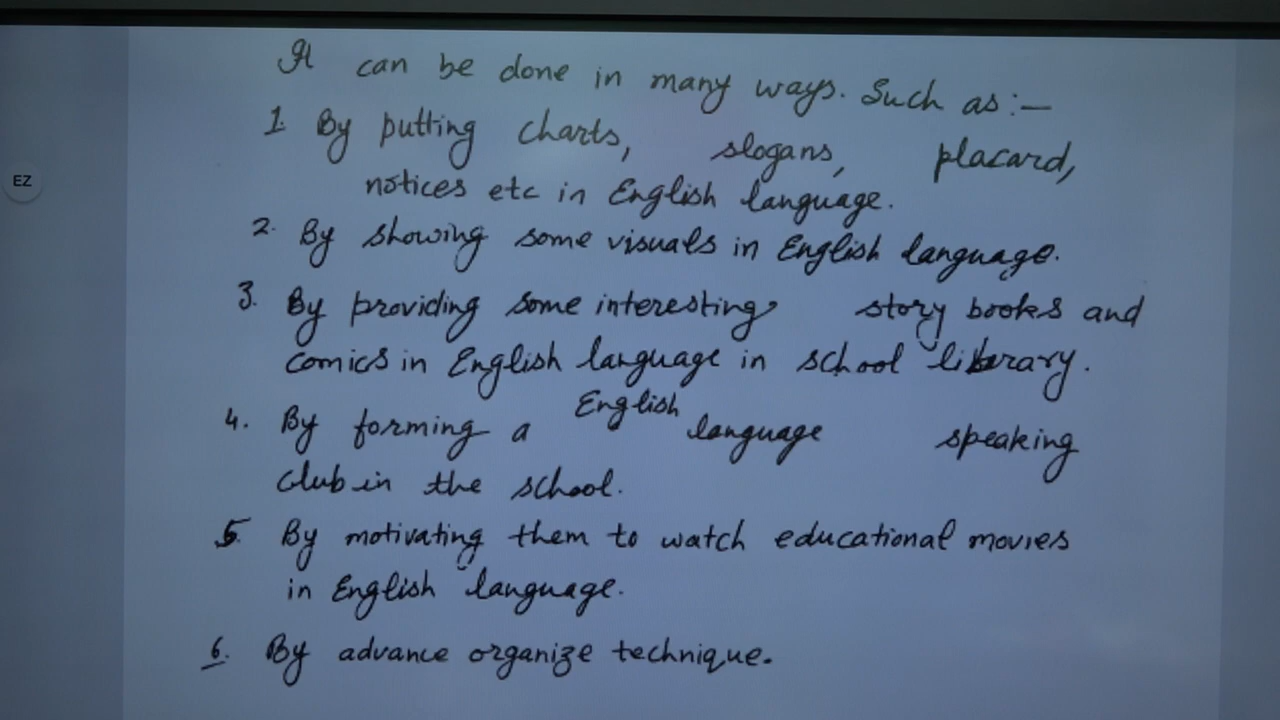 It can be done in many ways. Such as:—
1. By putting charts, slogans, placard,
notices etc in English language.
2. By showing some visuals in English language.
3. By providing some interesting story books and
comics in English language in school library.
4. By forming a English language speaking
club in the school.
5. By motivating them to watch educational movies
in English language.
6. By advance organize technique.
EZ